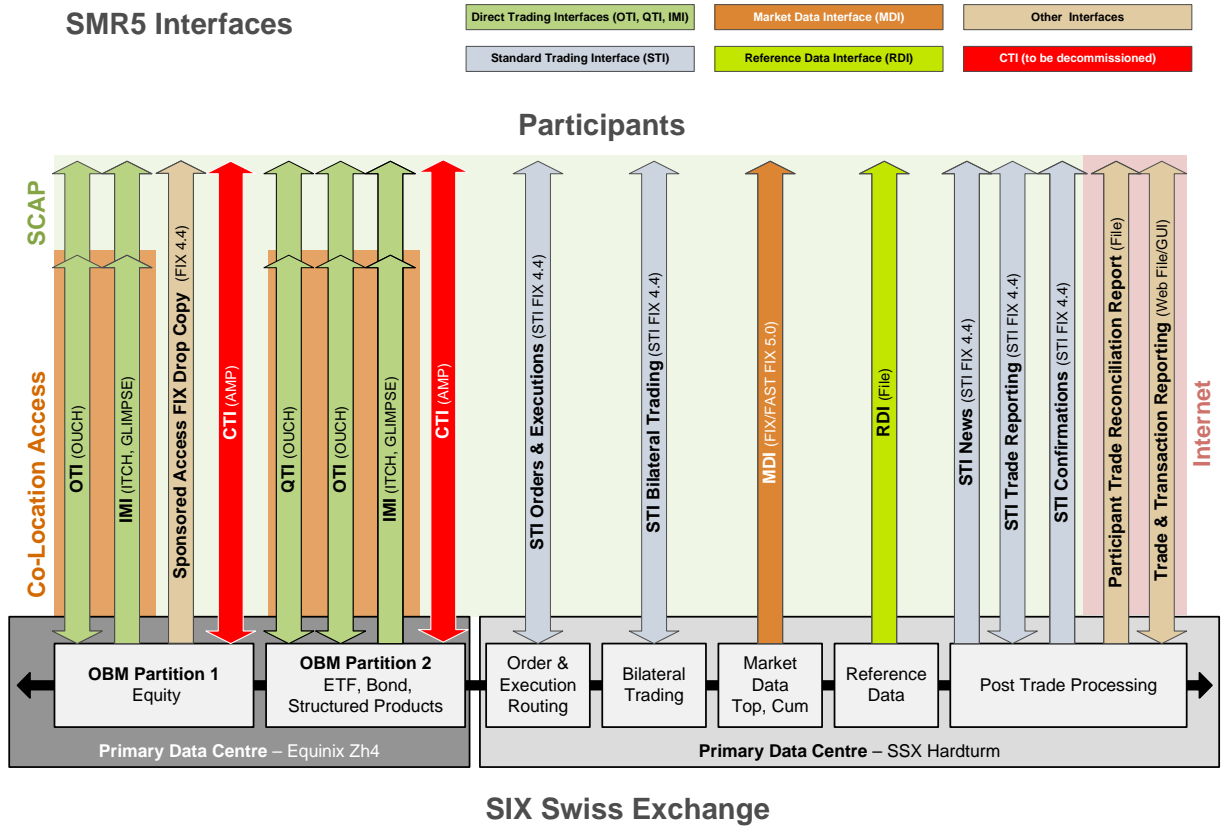 SMR5 Interfaces
Direct Trading Interfaces (OTI, QTI, IMI)
Market Data Interface (MDI)
Other Interfaces
Standard Trading Interface (STI)
Reference Data Interface (RDI)
CTI (to be decommissioned)
Participants
SCAP
Co-Location Access
Internet
OTI (OUCH)
IMI (ITCH, GLIMPSE)
Sponsored Access FIX Drop Copy (FIX 4.4)
CTI (AMP)
QTI (OUCH)
OTI (OUCH)
IMI (ITCH, GLIMPSE)
CTI (AMP)
STI Orders & Executions (STI FIX 4.4)
STI Bilateral Trading (STI FIX 4.4)
MDI (FIX/FAST FIX 5.0)
RDI (File)
STI News (STI FIX 4.4)
STI Trade Reporting (STI FIX 4.4)
STI Confirmations (STI FIX 4.4)
Participant Trade Reconciliation Report (File)
Trade & Transaction Reporting (Web File/GUI)
OBM Partition 1
Equity
OBM Partition 2
ETF, Bond,
Structured Products
Order &
Execution
Routing
Bilateral
Trading
Market
Data
Top, Cum
Reference
Data
Post Trade Processing
Primary Data Centre – Equinix Zh4
Primary Data Centre – SSX Hardturm
SIX Swiss Exchange